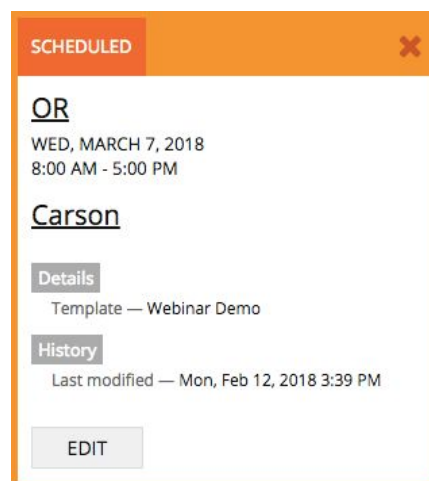 SCHEDULED
OR
WED, MARCH 7, 2018
8:00 AM - 5:00 PM
Carson
Details
Template — Webinar Demo
History
Last modified — Mon, Feb 12, 2018 3:39 PM
EDIT